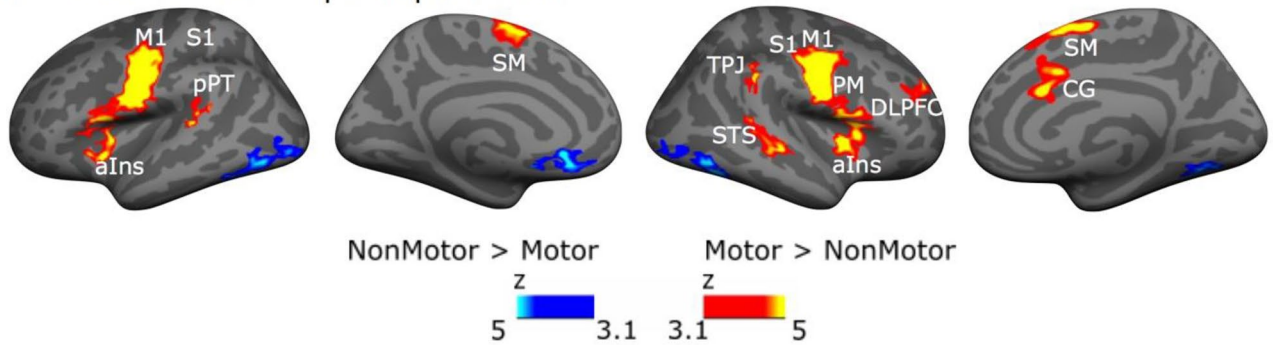 M1 S1
pPT
aIns
SM
S1 M1
TPJ
PM
DLPFC
STS
aIns
SM
CG
NonMotor > Motor
Motor > NonMotor
z
z
5 3.1
3.1 5